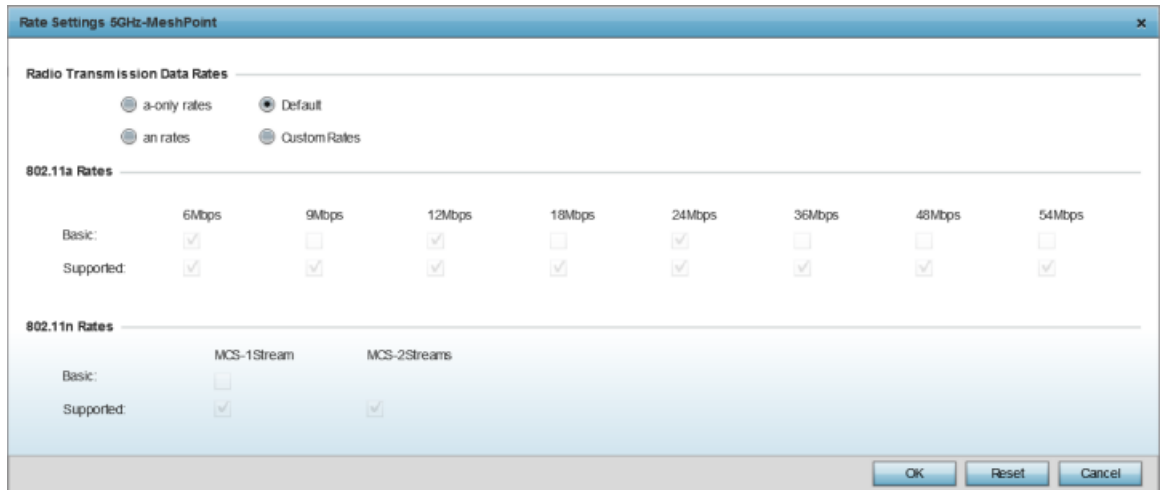 Rate Settings 5GHz-MeshPoint ×
Radio Transmission Data Rates
a-only rates Default
an rates Custom Rates
802.11a Rates
6Mbps 9Mbps 12Mbps 18Mbps 24Mbps 36Mbps 48Mbps 54Mbps
Basic:
Supported:
802.11n Rates
MCS-1Stream MCS-2Streams
Basic:
Supported:
OK Reset Cancel